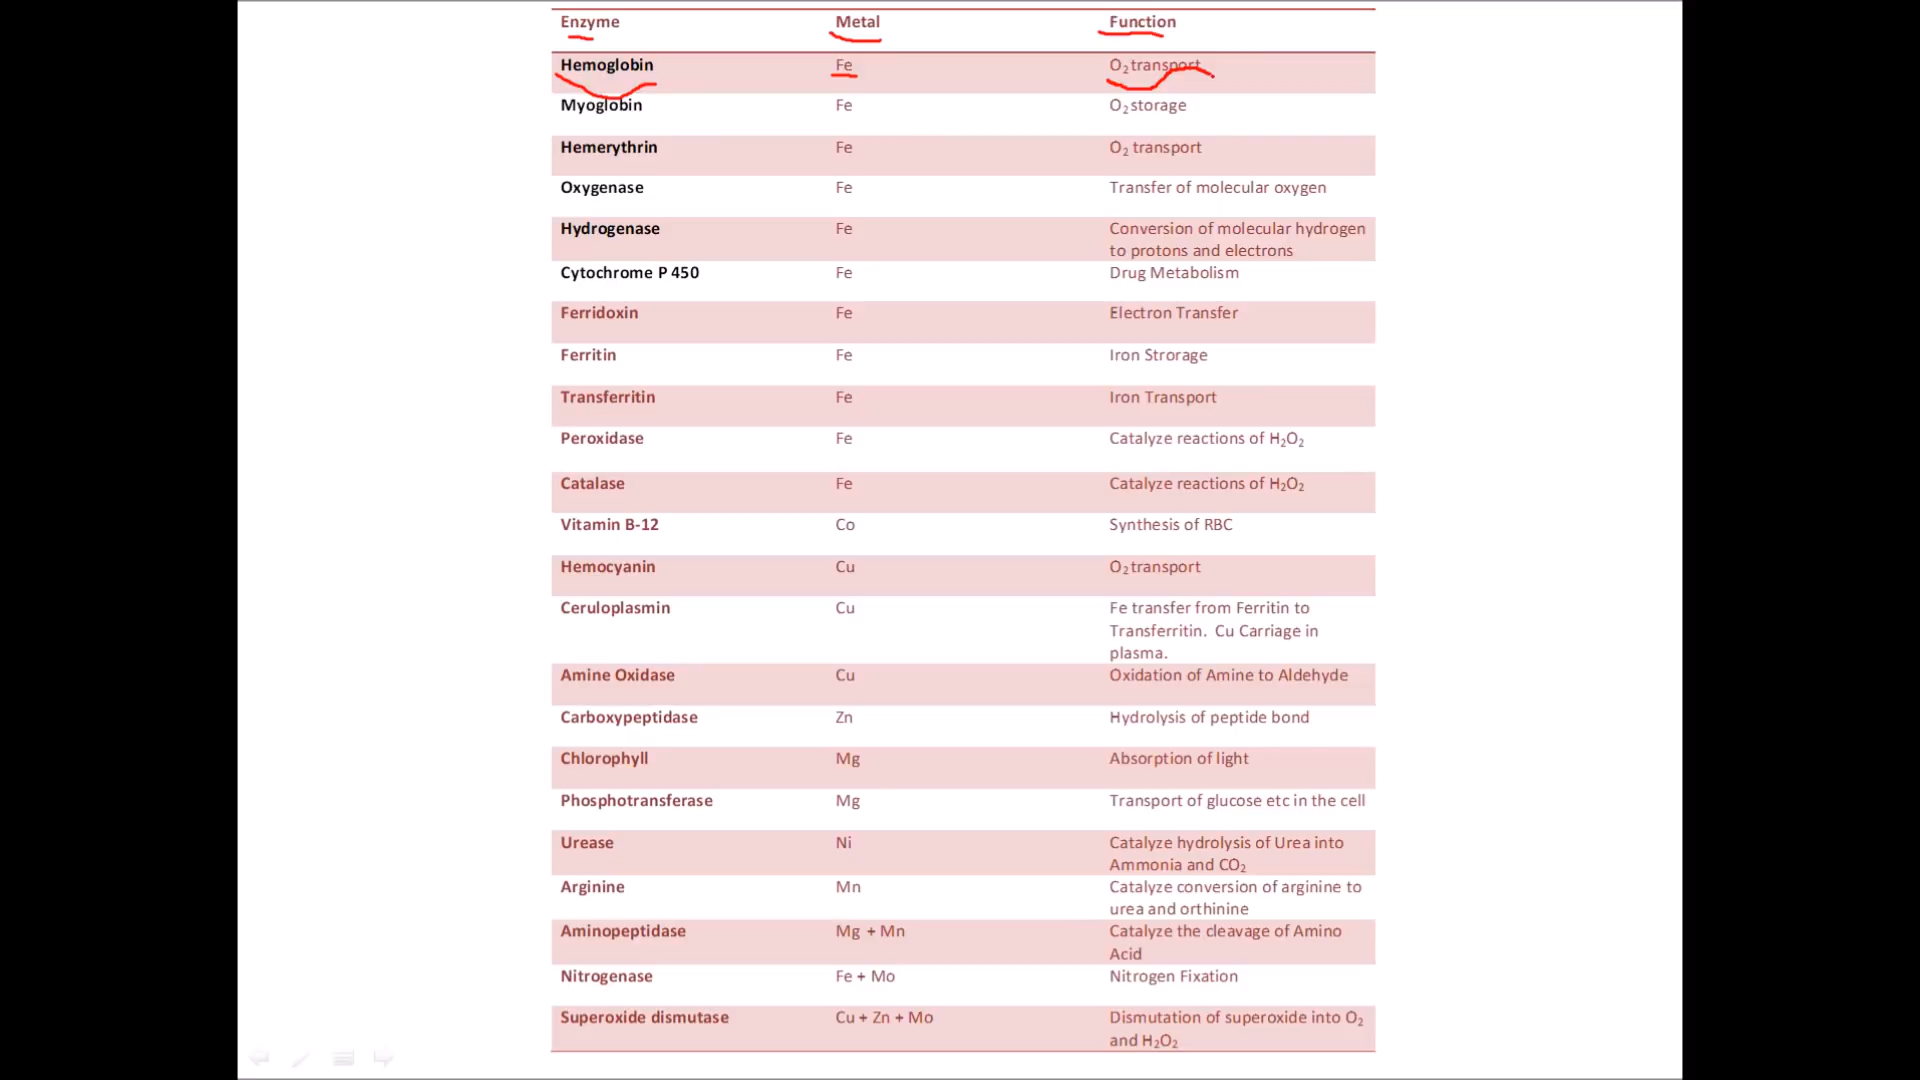 Enzyme Metal Function
Hemoglobin Fe O₂ transport
Myoglobin Fe O₂ storage
Hemerythrin Fe O₂ transport
Oxygenase Fe Transfer of molecular oxygen
Hydrogenase Fe Conversion of molecular hydrogen
to protons and electrons
Cytochrome P 450 Fe Drug Metabolism
Ferridoxin Fe Electron Transfer
Ferritin Fe Iron Strorage
Transferritin Fe Iron Transport
Peroxidase Fe Catalyze reactions of H₂O₂
Catalase Fe Catalyze reactions of H₂O₂
Vitamin B-12 Co Synthesis of RBC
Hemocyanin Cu O₂ transport
Ceruloplasmin Cu Fe transfer from Ferritin to
Transferritin. Cu Carriage in
plasma.
Amine Oxidase Cu Oxidation of Amine to Aldehyde
Carboxypeptidase Zn Hydrolysis of peptide bond
Chlorophyll Mg Absorption of light
Phosphotransferase Mg Transport of glucose etc in the cell
Urease Ni Catalyze hydrolysis of Urea into
Ammonia and CO₂
Arginine Mn Catalyze conversion of arginine to
urea and orthinine
Aminopeptidase Mg + Mn Catalyze the cleavage of Amino
Acid
Nitrogenase Fe + Mo Nitrogen Fixation
Superoxide dismutase Cu + Zn + Mo Dismutation of superoxide into O₂
and H₂O₂